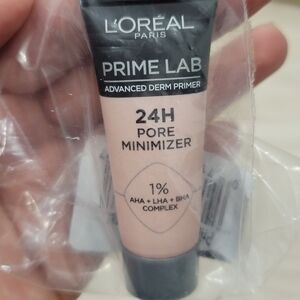 L'ORÉAL
PARIS
PRIME LAB
ADVANCED DERM PRIMER
24H
PORE
MINIMIZER
1%
AHA + LHA + BHA
COMPLEX